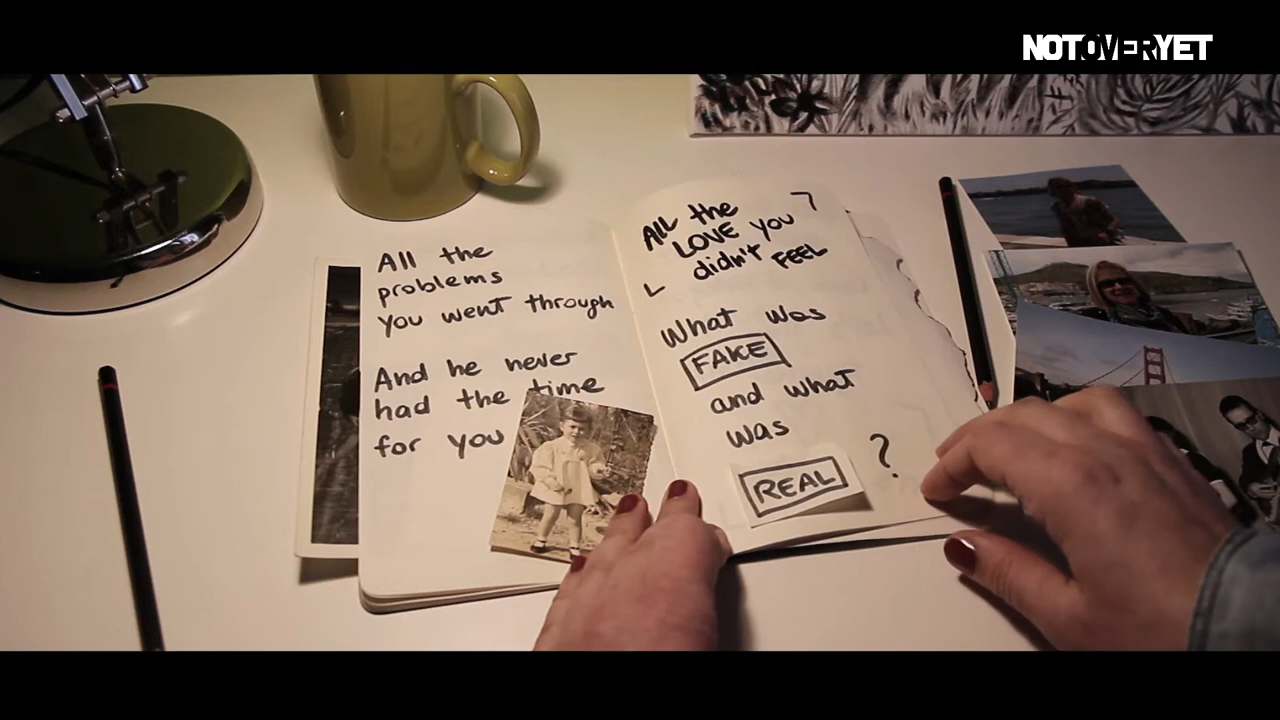 NOTOVERYET
All the
problems
you went through
And he never
had the time
for you
All the
LOVE you
didn't FEEL
What was
FAKE
and what
was
REAL ?